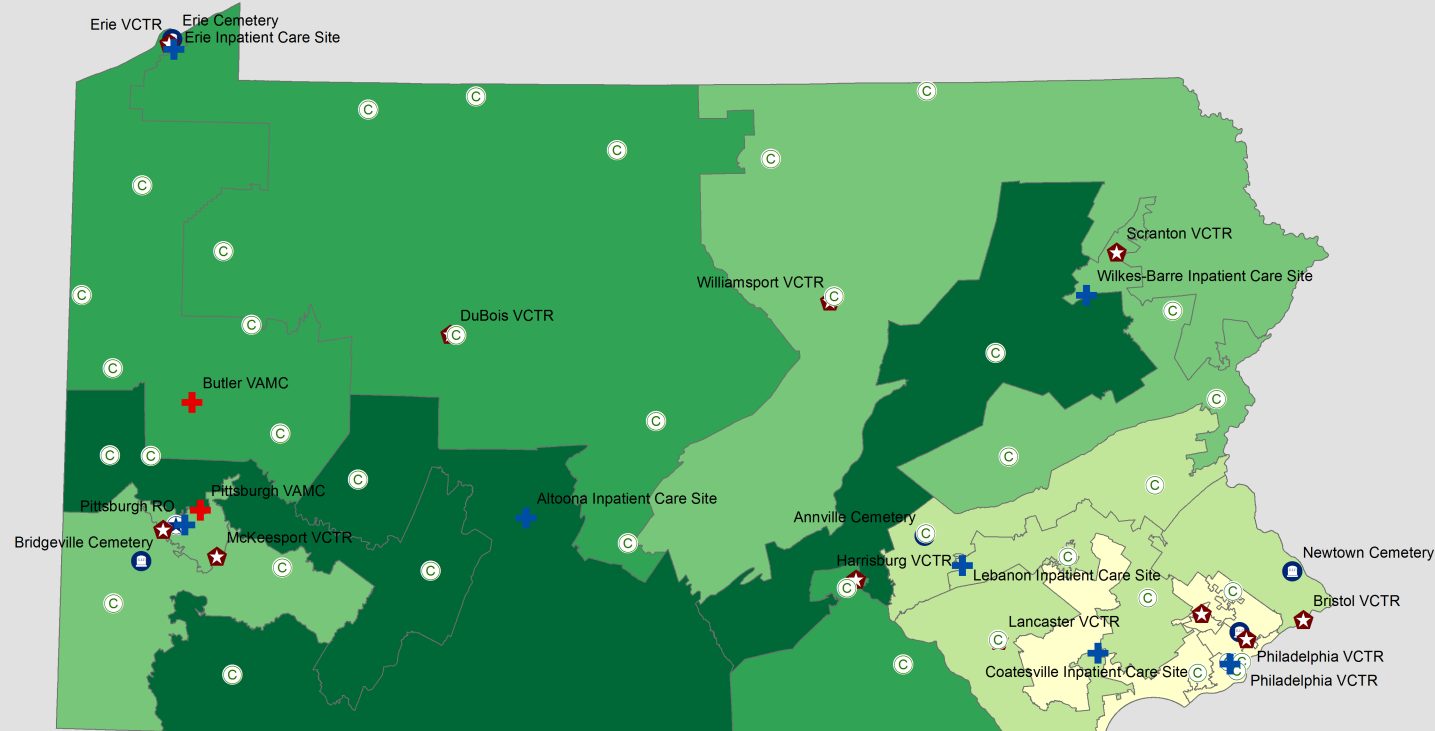 Erie Cemetery
Erie VCTR
Erie Inpatient Care Site
C
C
C
C
C
C
Scranton VCTR
C
Wilkes-Barre Inpatient Care Site
Williamsport VCTR
C
C
C
DuBois VCTR
C
C
C
C
Butler VAMC
C
C
C
C
C
C
C
C
C
Pittsburgh VAMC
Altoona Inpatient Care Site
Pittsburgh RO
Annville Cemetery
C
McKeesport VCTR
Bridgeville Cemetery
C
Newtown Cemetery
C
Harrisburg VCTR
C
C
Lebanon Inpatient Care Site
C
C
C
C
Bristol VCTR
Lancaster VCTR
C
Philadelphia VCTR
C
C
C
Coatesville Inpatient Care Site
C
C
C
Philadelphia VCTR